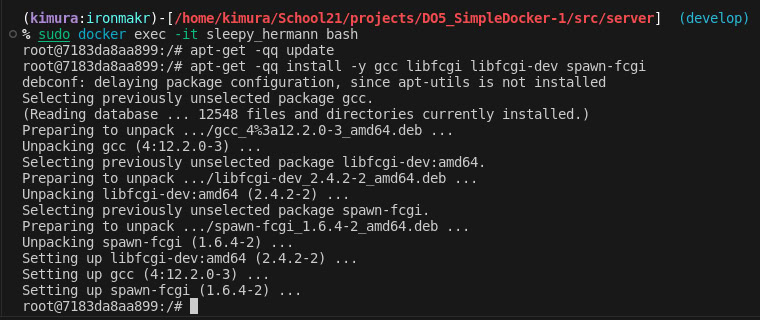 (kimura:ironmakr)-[/home/kimura/School21/projects/DO5_SimpleDocker-1/src/server] (develop)
% sudo docker exec -it sleepy_hermann bash
root@7183da8aa899:/# apt-get -qq update
root@7183da8aa899:/# apt-get -qq install -y gcc libfcgi libfcgi-dev spawn-fcgi
debconf: delaying package configuration, since apt-utils is not installed
Selecting previously unselected package gcc.
(Reading database ... 12548 files and directories currently installed.)
Preparing to unpack .../gcc_4%3a12.2.0-3_amd64.deb ...
Unpacking gcc (4:12.2.0-3) ...
Selecting previously unselected package libfcgi-dev:amd64.
Preparing to unpack .../libfcgi-dev_2.4.2-2_amd64.deb ...
Unpacking libfcgi-dev:amd64 (2.4.2-2) ...
Selecting previously unselected package spawn-fcgi.
Preparing to unpack .../spawn-fcgi_1.6.4-2_amd64.deb ...
Unpacking spawn-fcgi (1.6.4-2) ...
Setting up libfcgi-dev:amd64 (2.4.2-2) ...
Setting up gcc (4:12.2.0-3) ...
Setting up spawn-fcgi (1.6.4-2) ...
root@7183da8aa899:/#